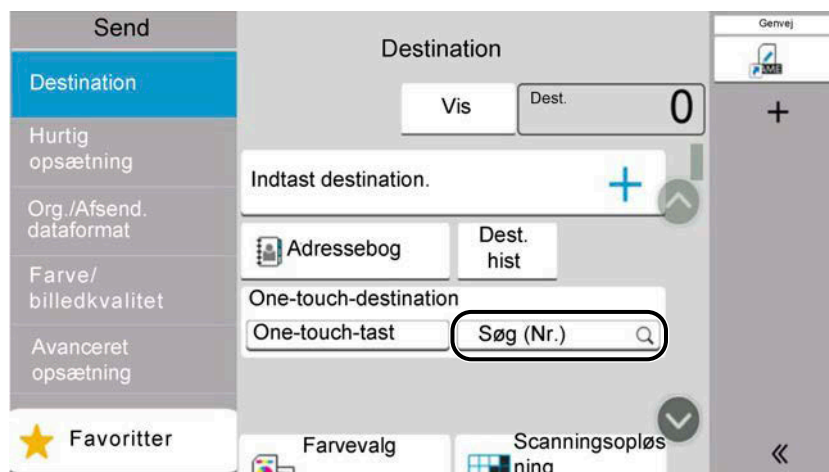 Send
Destination
Hurtig
opsætning
Org./Afsend.
dataformat
Farve/
billedkvalitet
Avanceret
opsætning
Favoritter
Destination
Vis
Dest.
0
Indtast destination.
Adressebog
Dest.
hist
One-touch-destination
One-touch-tast
Søg (Nr.)
Farvevalg
Scanningsopløs
ning
Genvej